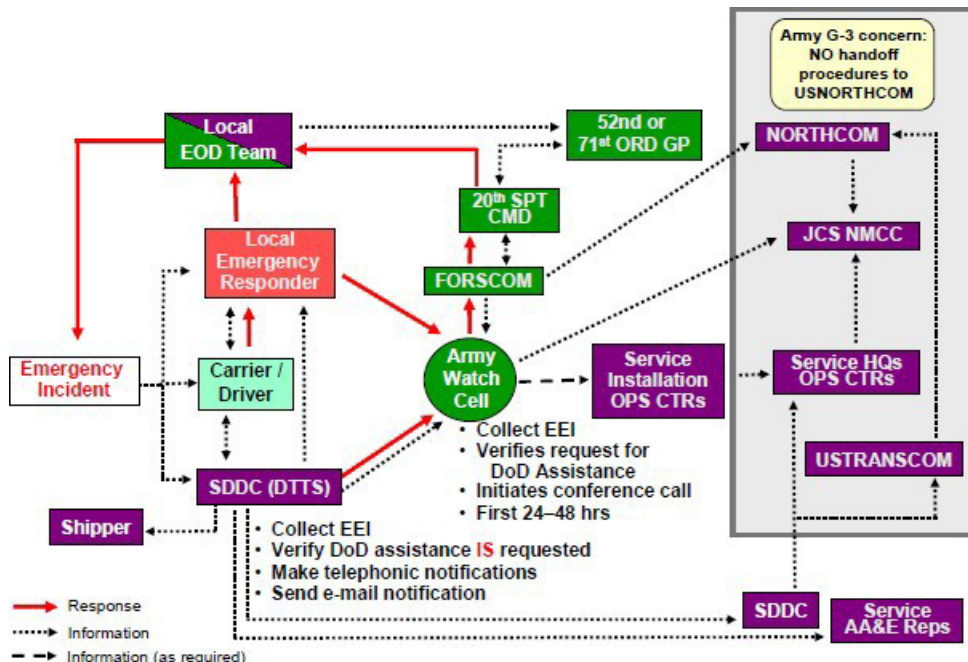 Army G-3 concern:
NO handoff
procedures to
USNORTHCOM
Local
EOD Team
52nd or
71st ORD GP
NORTHCOM
20th SPT
CMD
JCS NMCC
Local
Emergency
Responder
FORSCOM
Emergency
Incident
Carrier /
Driver
Army
Watch
Cell
Service
Installation
OPS CTRs
Service HQs
OPS CTRs
• Collect EEI
• Verifies request for
DoD Assistance
• Initiates conference call
• First 24–48 hrs
USTRANSCOM
SDDC (DTTS)
Shipper
• Collect EEI
• Verify DoD assistance IS requested
• Make telephonic notifications
• Send e-mail notification
SDDC
Service
AA&E Reps
Response
Information
Information (as required)